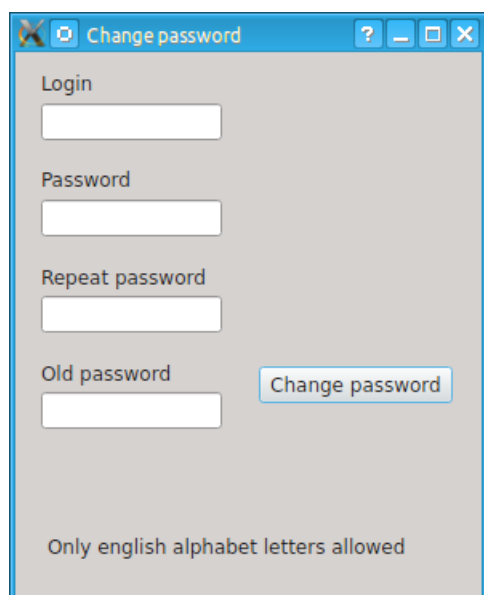 Change password
Login
Password
Repeat password
Old password
Change password
Only english alphabet letters allowed